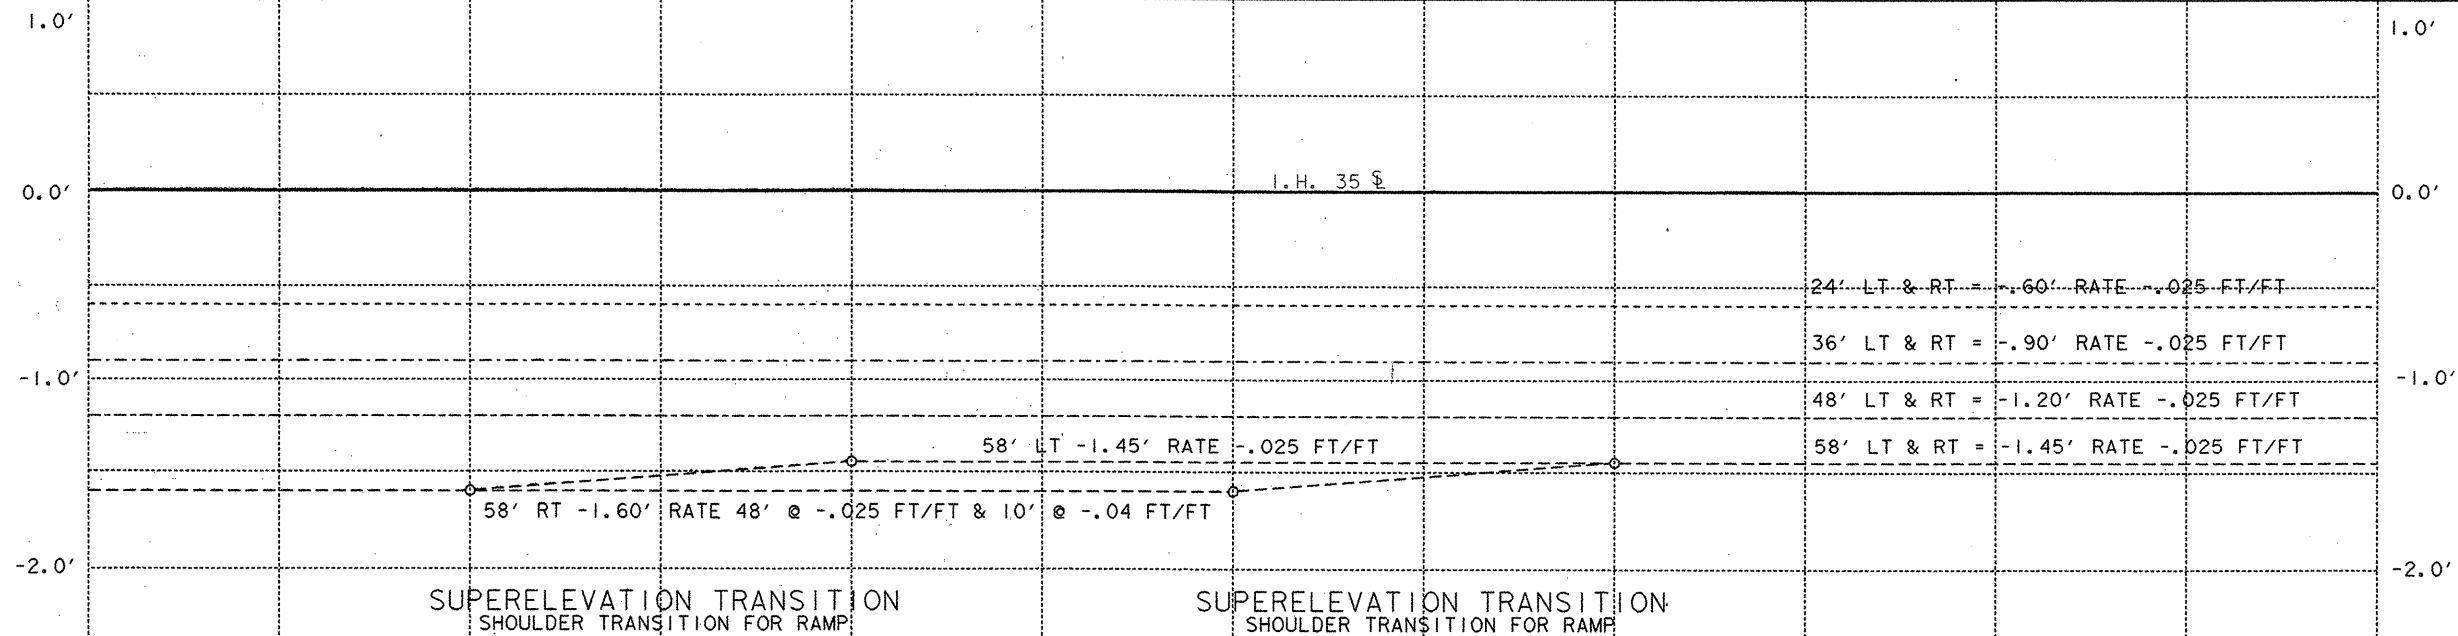 1.0' 1.0'
I.H. 35 ℄
0.0' 0.0'
24' LT & RT = -.60' RATE -.025 FT/FT
36' LT & RT = -.90' RATE -.025 FT/FT
-1.0' -1.0'
48' LT & RT = -1.20' RATE -.025 FT/FT
58' LT -1.45' RATE -.025 FT/FT
58' LT & RT = -1.45' RATE -.025 FT/FT
58' RT -1.60' RATE 48' @ -.025 FT/FT & 10' @ -.04 FT/FT
-2.0' -2.0'
SUPERELEVATION TRANSITION
SHOULDER TRANSITION FOR RAMP
SUPERELEVATION TRANSITION
SHOULDER TRANSITION FOR RAMP